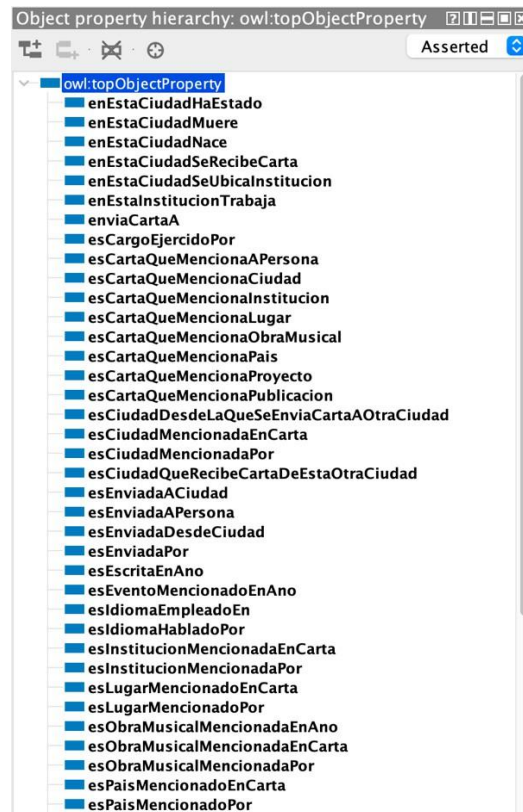 Object property hierarchy: owl:topObjectProperty
Asserted
owl:topObjectProperty
enEstaCiudadHaEstado
enEstaCiudadMuere
enEstaCiudadNace
enEstaCiudadSeRecibeCarta
enEstaCiudadSeUbicaInstitucion
enEstaInstitucionTrabaja
enviaCartaA
esCargoEjercidoPor
esCartaQueMencionaAPersona
esCartaQueMencionaCiudad
esCartaQueMencionaInstitucion
esCartaQueMencionaLugar
esCartaQueMencionaObraMusical
esCartaQueMencionaPais
esCartaQueMencionaProyecto
esCartaQueMencionaPublicacion
esCiudadDesdeLaQueSeEnviaCartaAOtraCiudad
esCiudadMencionadaEnCarta
esCiudadMencionadaPor
esCiudadQueRecibeCartaDeEstaOtraCiudad
esEnviadaACiudad
esEnviadaAPersona
esEnviadaDesdeCiudad
esEnviadaPor
esEscritaEnAno
esEventoMencionadoEnAno
esIdiomaEmpleadoEn
esIdiomaHabladoPor
esInstitucionMencionadaEnCarta
esInstitucionMencionadaPor
esLugarMencionadoEnCarta
esLugarMencionadoPor
esObraMusicalMencionadaEnAno
esObraMusicalMencionadaEnCarta
esObraMusicalMencionadaPor
esPaisMencionadoEnCarta
esPaisMencionadoPor